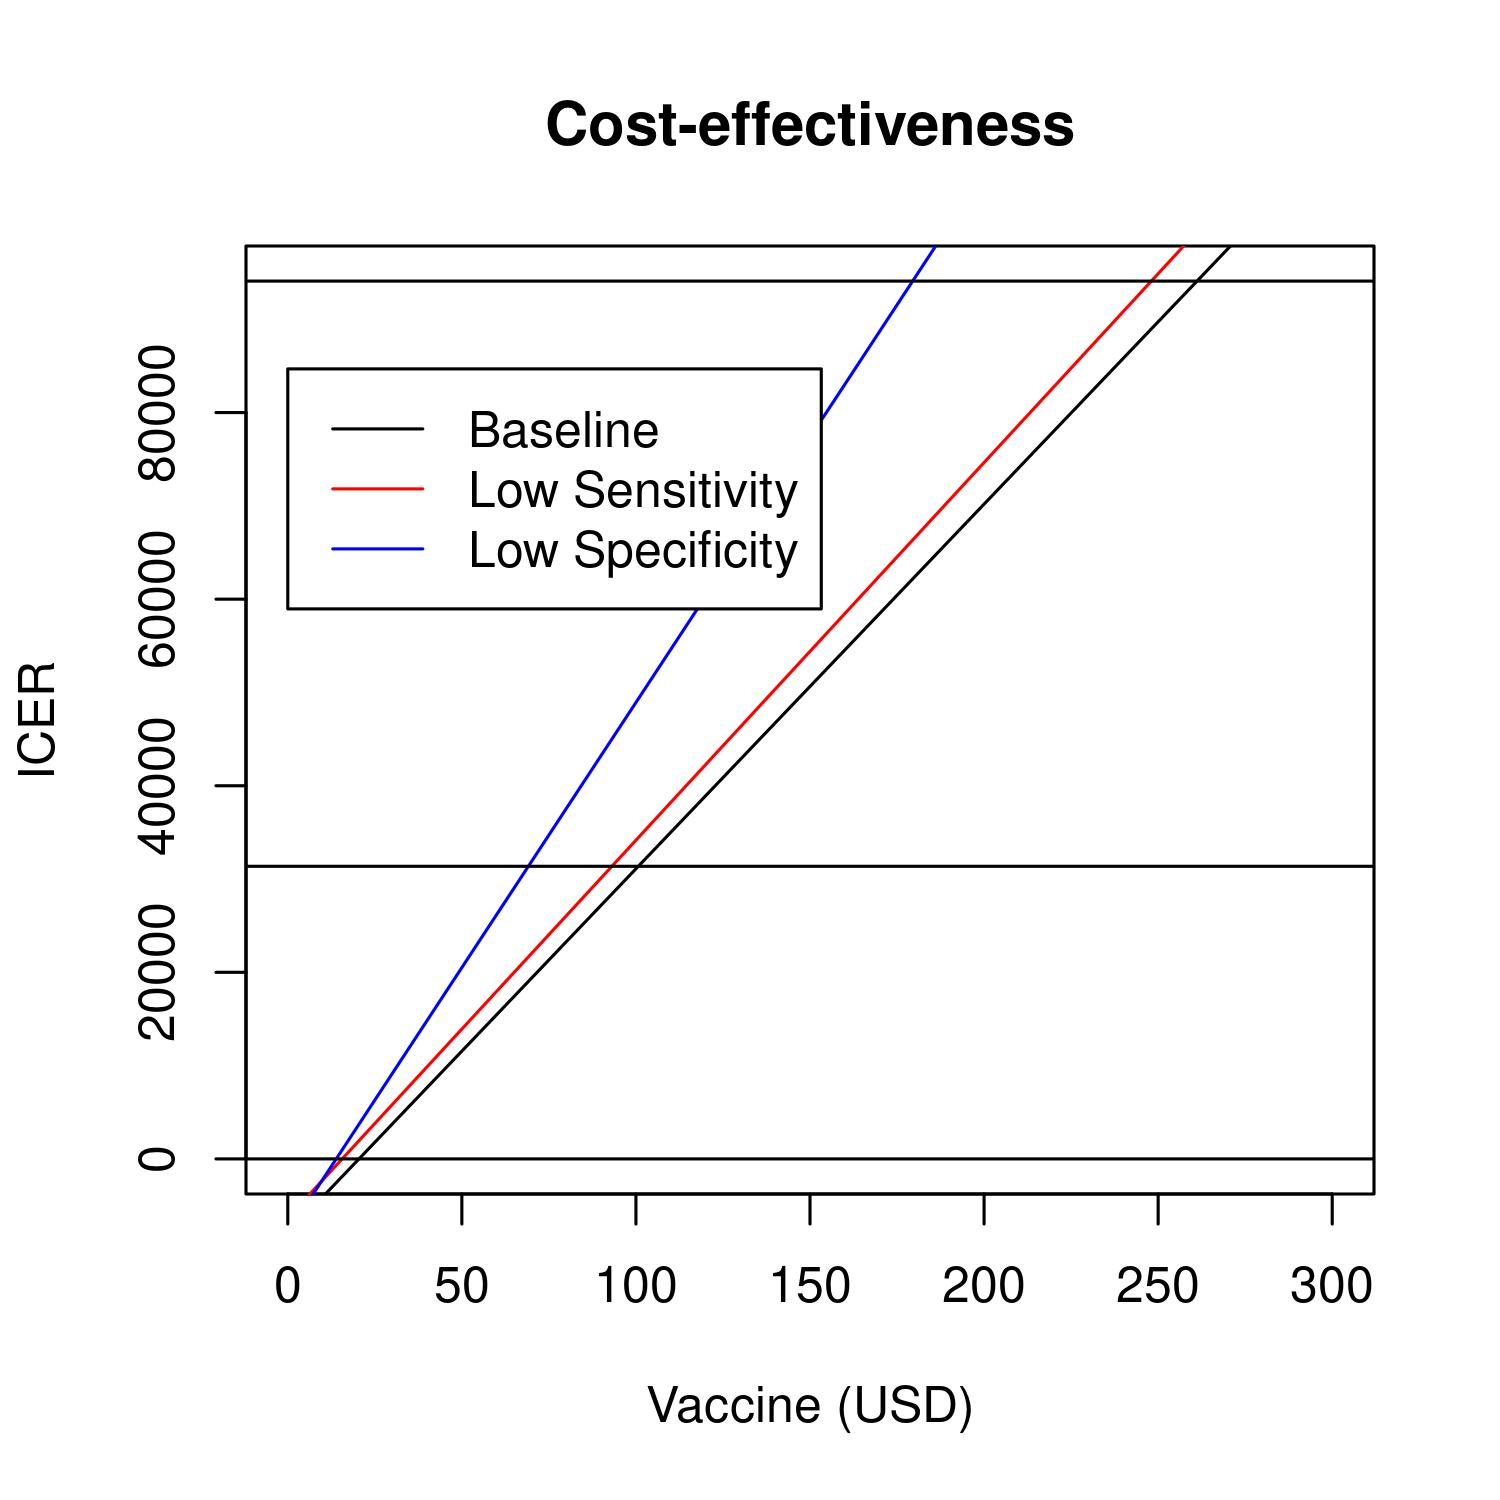 Cost-effectiveness
ICER
80000
60000
40000
20000
0
Baseline
Low Sensitivity
Low Specificity
0 50 100 150 200 250 300
Vaccine (USD)